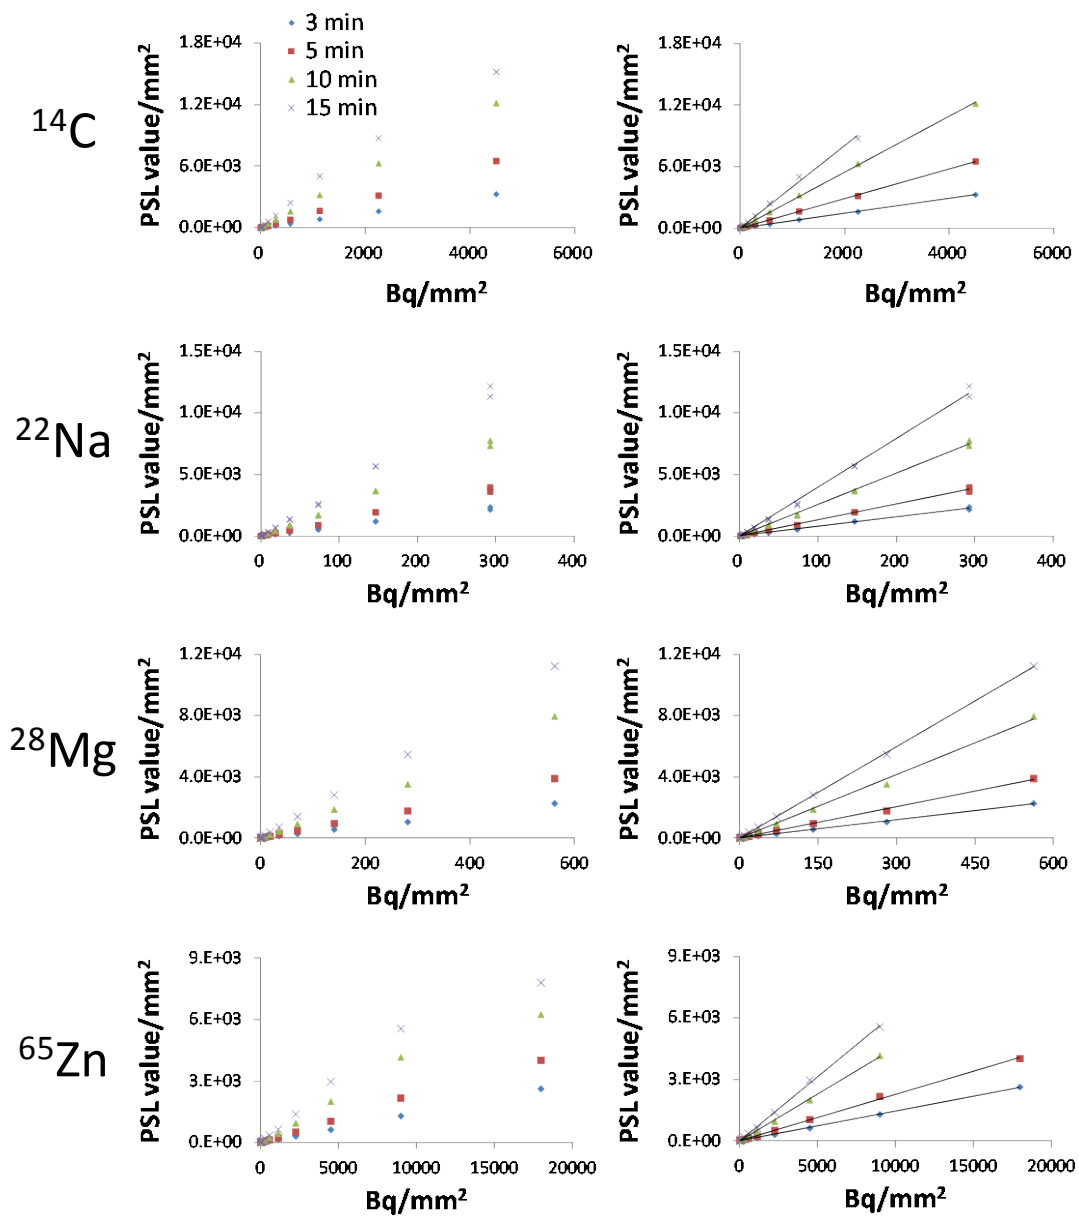 3 min
5 min
10 min
15 min
¹⁴C
PSL value/mm²
1.8E+04
1.2E+04
6.0E+03
0.0E+00
0 2000 4000 6000
Bq/mm²
PSL value/mm²
1.8E+04
1.2E+04
6.0E+03
0.0E+00
0 2000 4000 6000
Bq/mm²
²²Na
PSL value/mm²
1.5E+04
1.0E+04
5.0E+03
0.0E+00
0 100 200 300 400
Bq/mm²
PSL value/mm²
1.5E+04
1.0E+04
5.0E+03
0.0E+00
0 100 200 300 400
Bq/mm²
²⁸Mg
PSL value/mm²
1.2E+04
8.0E+03
4.0E+03
0.0E+00
0 200 400 600
Bq/mm²
PSL value/mm²
1.2E+04
8.0E+03
4.0E+03
0.0E+00
0 150 300 450 600
Bq/mm²
⁶⁵Zn
PSL value/mm²
9.E+03
6.E+03
3.E+03
0.E+00
0 5000 10000 15000 20000
Bq/mm²
PSL value/mm²
9.E+03
6.E+03
3.E+03
0.E+00
0 5000 10000 15000 20000
Bq/mm²